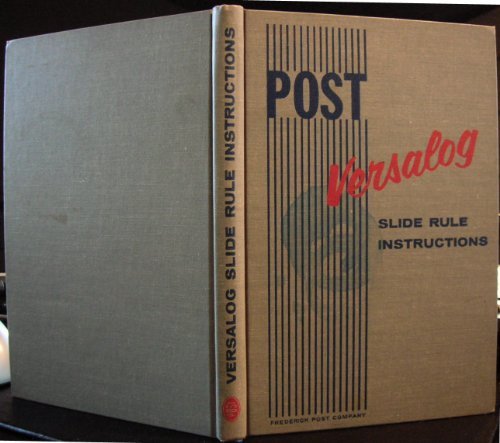 VERSALOG SLIDE RULE INSTRUCTIONS
POST
Versalog
SLIDE RULE
INSTRUCTIONS
FREDERICK POST COMPANY